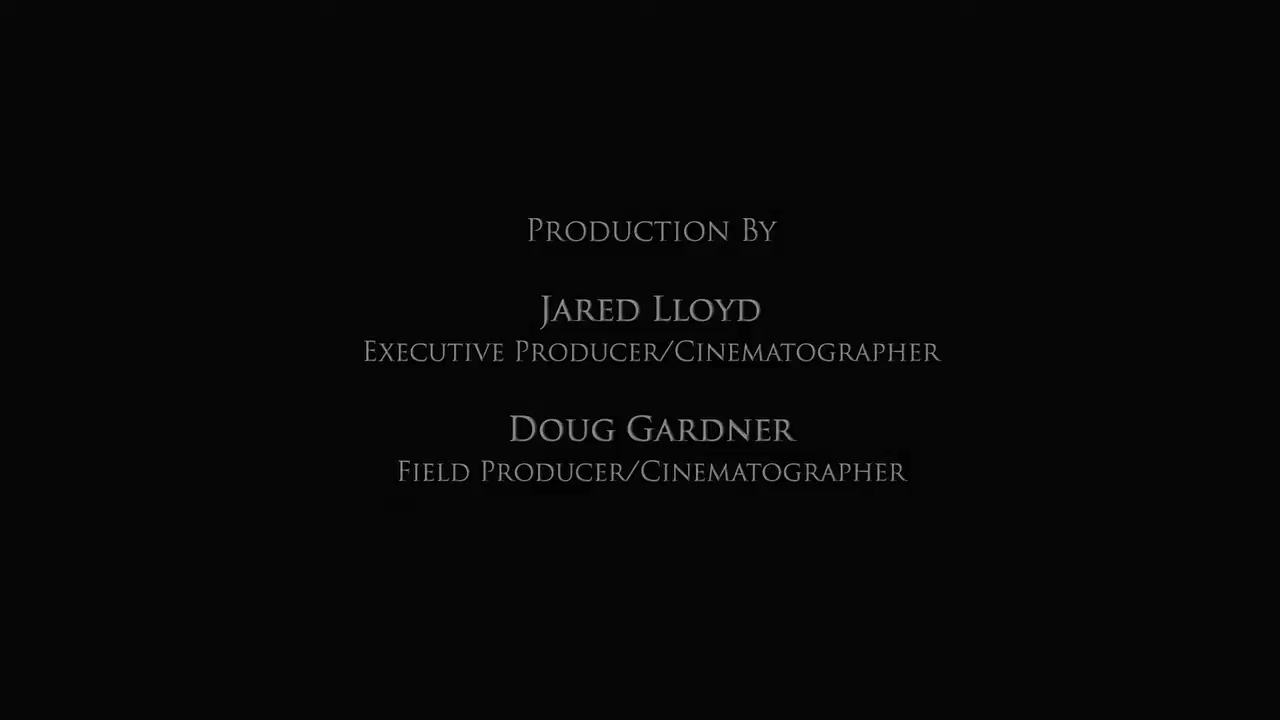 Production By
Jared Lloyd
Executive Producer/Cinematographer
Doug Gardner
Field Producer/Cinematographer